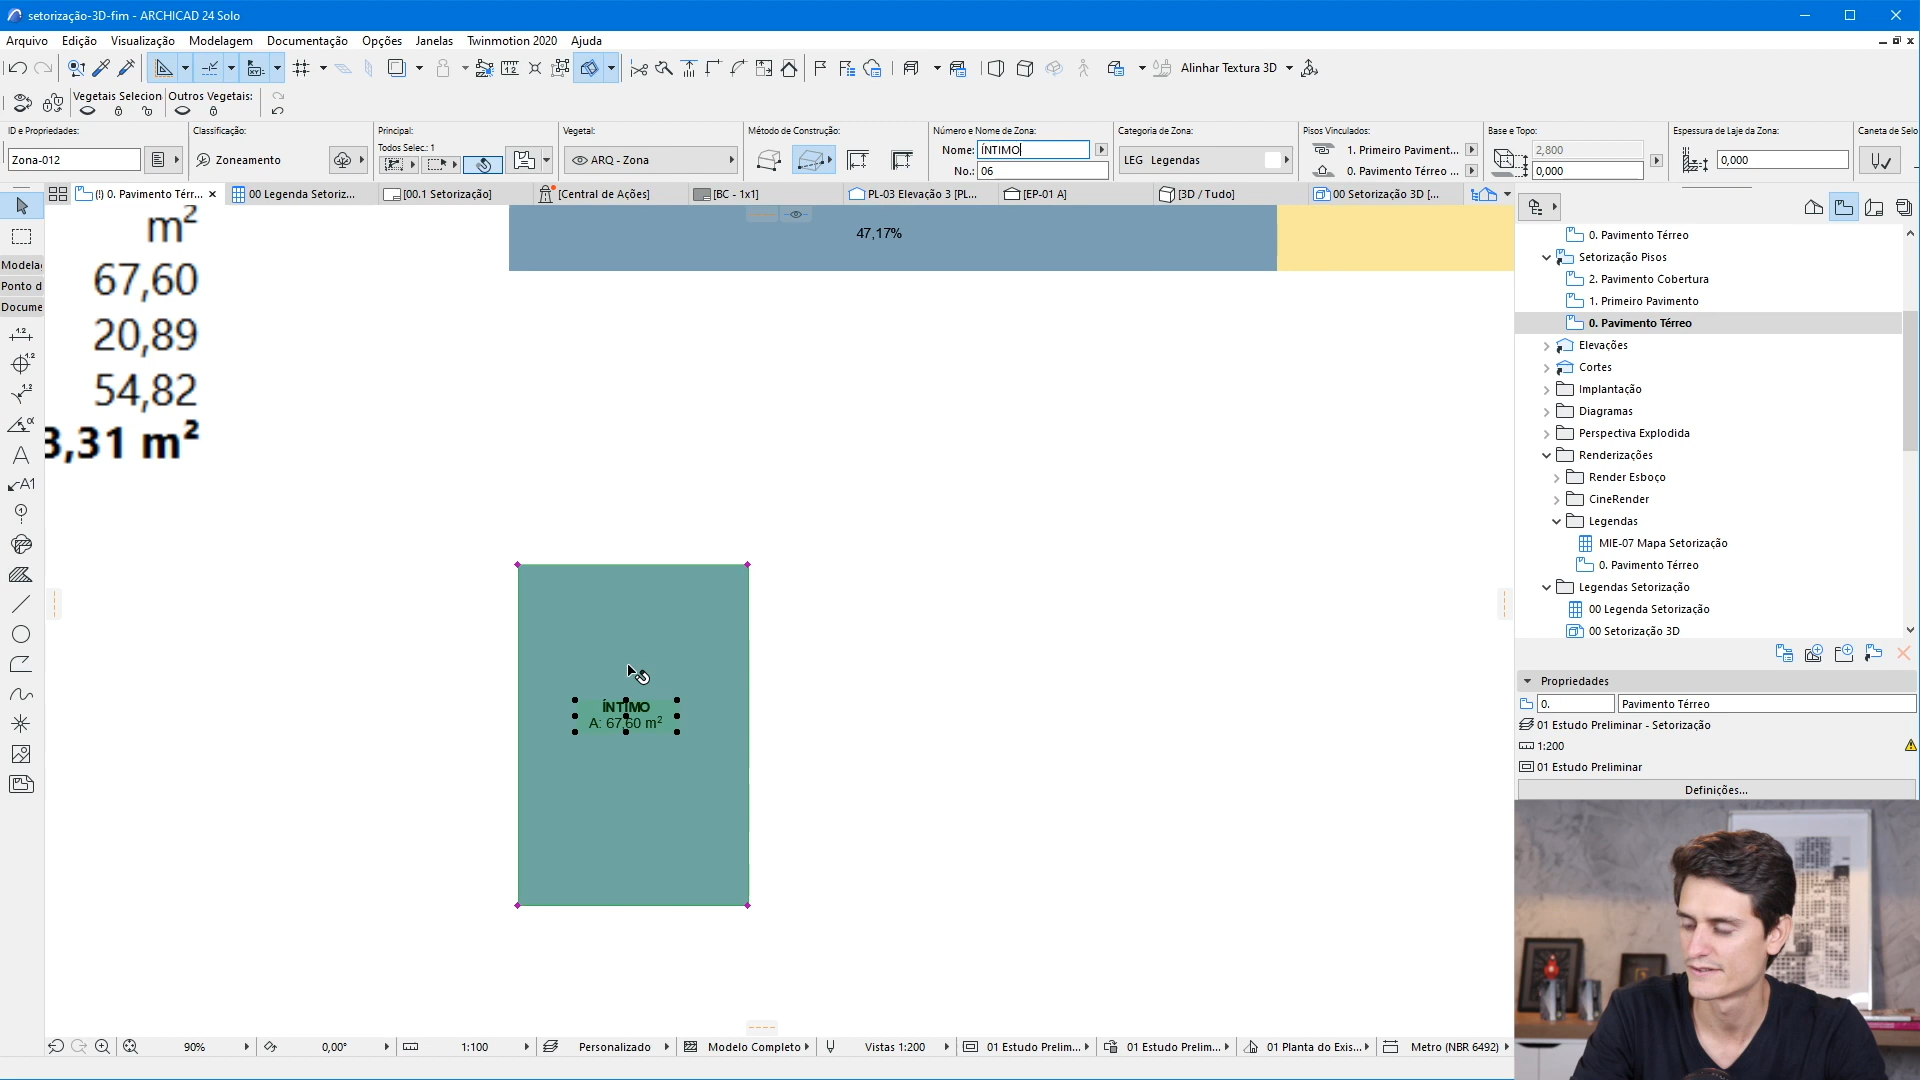 setorização-3D-fim - ARCHICAD 24 Solo
Arquivo Edição Visualização Modelagem Documentação Opções Janelas Twinmotion 2020 Ajuda
Alinhar Textura 3D
Vegetais Selecion Outros Vegetais:
ID e Propriedades: Classificação: Principal: Vegetal: Método de Construção: Número e Nome de Zona: Categoria de Zona: Pisos Vinculados: Base e Topo: Espessura de Laje da Zona: Caneta de Selo
Todos Selec.: 1
Zona-012 Zoneamento ARQ - Zona Nome: ÍNTIMO LEG Legendas 1. Primeiro Paviment... 2,800 0,000
No.: 06 0. Pavimento Térreo ... 0,000
(!) 0. Pavimento Térr... 00 Legenda Setoriz... [00.1 Setorização] [Central de Ações] [BC - 1x1] PL-03 Elevação 3 [PL... [EP-01 A] [3D / Tudo] 00 Setorização 3D [...
Modela
Ponto d
Docume
m²
67,60
20,89
54,82
3,31 m²
47,17%
ÍNTIMO
A: 67,60 m²
0. Pavimento Térreo
Setorização Pisos
2. Pavimento Cobertura
1. Primeiro Pavimento
0. Pavimento Térreo
Elevações
Cortes
Implantação
Diagramas
Perspectiva Explodida
Renderizações
Render Esboço
CineRender
Legendas
MIE-07 Mapa Setorização
0. Pavimento Térreo
Legendas Setorização
00 Legenda Setorização
00 Setorização 3D
Propriedades
0. Pavimento Térreo
01 Estudo Preliminar - Setorização
1:200
01 Estudo Preliminar
Definições...
90% 0,00° 1:100 Personalizado Modelo Completo Vistas 1:200 01 Estudo Prelim... 01 Estudo Prelim... 01 Planta do Exis... Metro (NBR 6492)